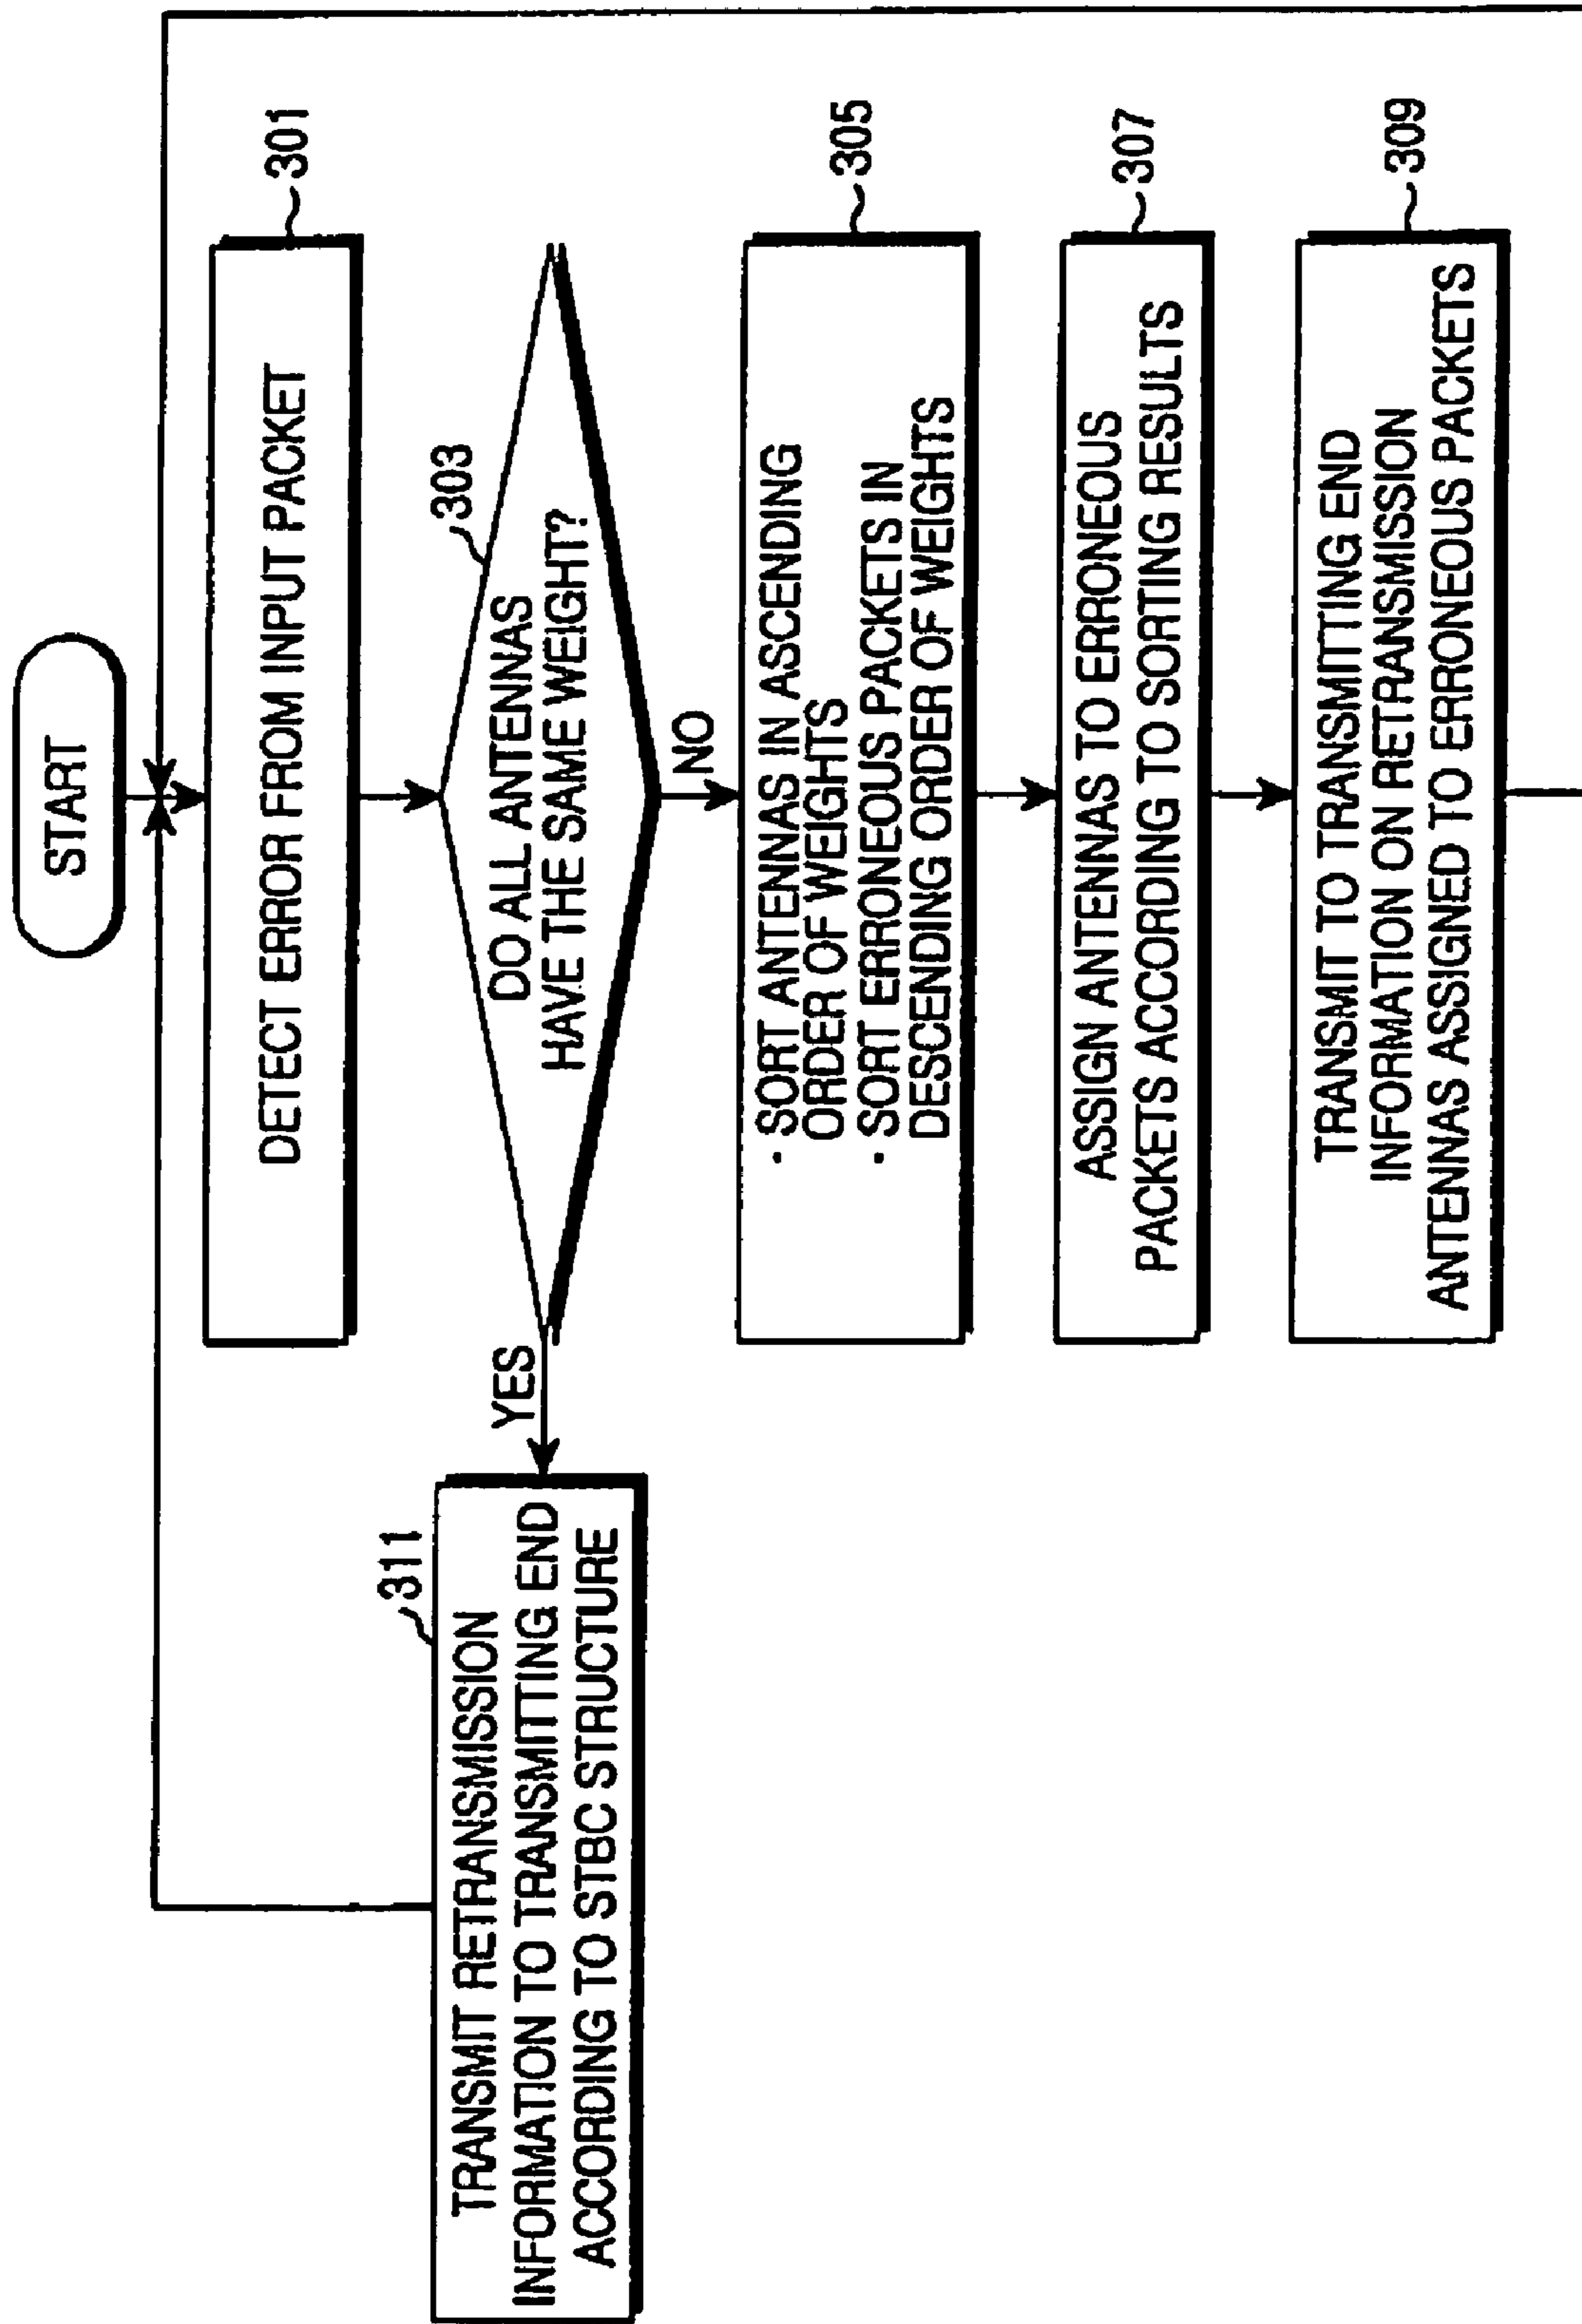 START
DETECT ERROR FROM INPUT PACKET
301
303
DO ALL ANTENNAS
HAVE THE SAME WEIGHT?
YES
NO
311
TRANSMIT RETRANSMISSION
INFORMATION TO TRANSMITTING END
ACCORDING TO STBC STRUCTURE
· SORT ANTENNAS IN ASCENDING
ORDER OF WEIGHTS
· SORT ERRONEOUS PACKETS IN
DESCENDING ORDER OF WEIGHTS
305
ASSIGN ANTENNAS TO ERRONEOUS
PACKETS ACCORDING TO SORTING RESULTS
307
TRANSMIT TO TRANSMITTING END
INFORMATION ON RETRANSMISSION
ANTENNAS ASSIGNED TO ERRONEOUS PACKETS
309